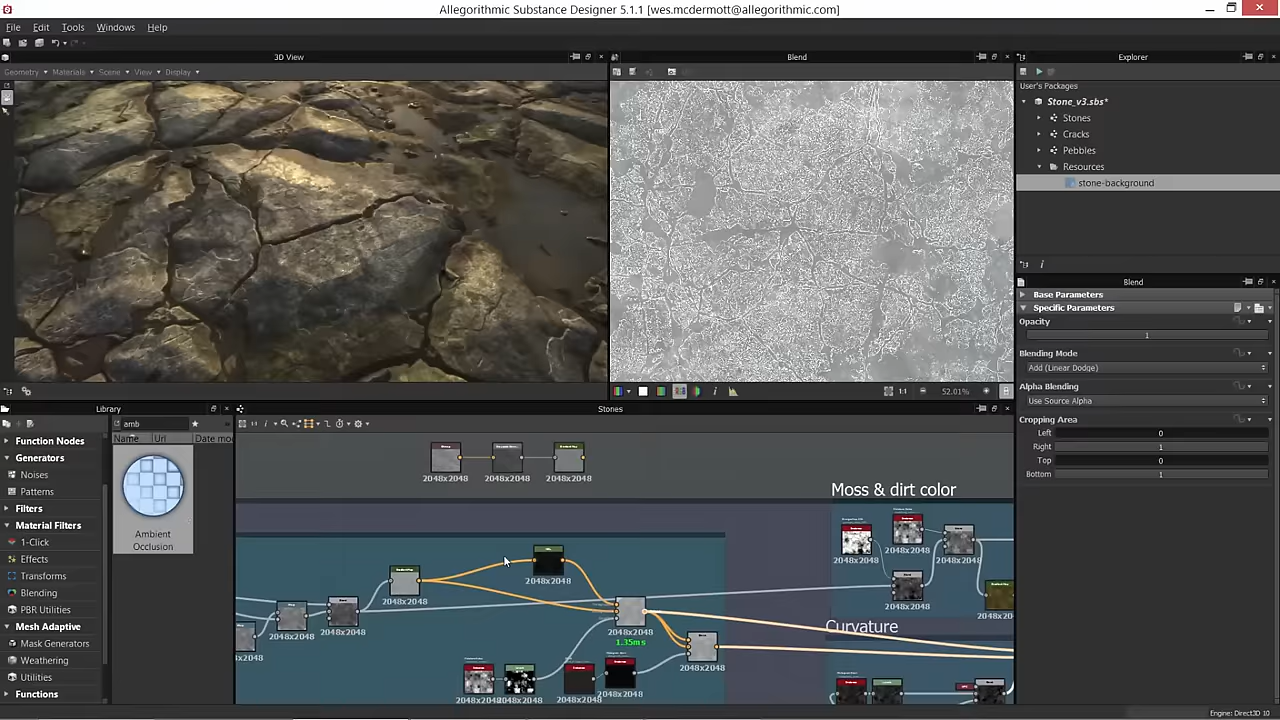 Allegorithmic Substance Designer 5.1.1 [wes.mcdermott@allegorithmic.com]
File Edit Tools Windows Help
3D View
Geometry Materials Scene View Display
Blend
52.01%
1:1
Explorer
User's Packages
Stone_v3.sbs*
Stones
Cracks
Pebbles
Resources
stone-background
Blend
Base Parameters
Specific Parameters
Opacity
1
Blending Mode
Add (Linear Dodge)
Alpha Blending
Use Source Alpha
Cropping Area
Left 0
Right 1
Top 0
Bottom 1
Library
amb
Name Url Date mo
Function Nodes
Generators
Noises
Patterns
Filters
Material Filters
1-Click
Effects
Transforms
Blending
PBR Utilities
Mesh Adaptive
Mask Generators
Weathering
Utilities
Functions
Ambient
Occlusion
Stones
2048x2048 2048x2048 2048x2048
Moss & dirt color
2048x2048 2048x2048 2048x2048
2048x2048
2048x2048
2048x2048
2048x2048
2048x2048 2048x2048
2048x2048
1.35ms
Curvature
2048x2048
2048x2048 2048x2048 2048x2048 2048x2048
Engine: Direct3D 10